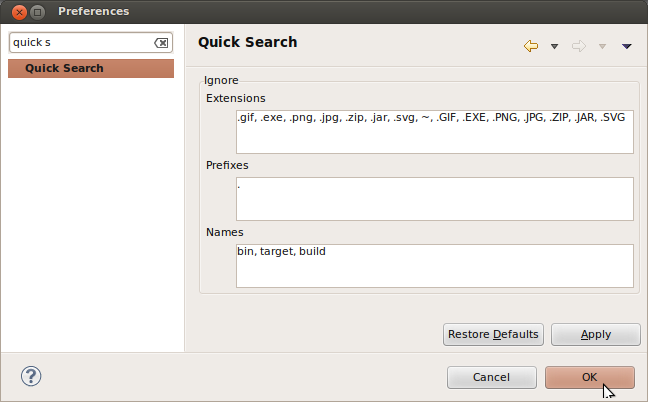 Preferences
quick s
Quick Search
Quick Search
Ignore
Extensions
.gif, .exe, .png, .jpg, .zip, .jar, .svg, ~, .GIF, .EXE, .PNG, .JPG, .ZIP, .JAR, .SVG
Prefixes
.
Names
bin, target, build
Restore Defaults Apply
? Cancel OK